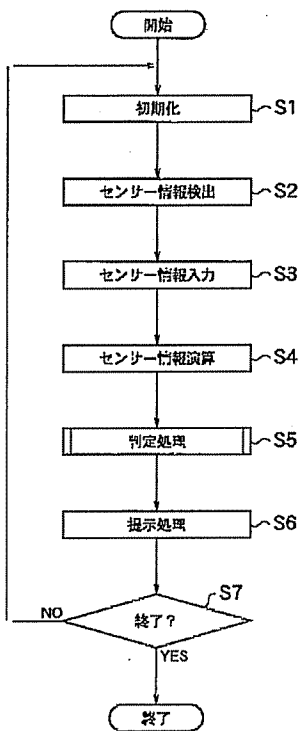 開始
初期化 S1
センサー情報検出 S2
センサー情報入力 S3
センサー情報演算 S4
判定処理 S5
提示処理 S6
S7
終了？
NO
YES
終了